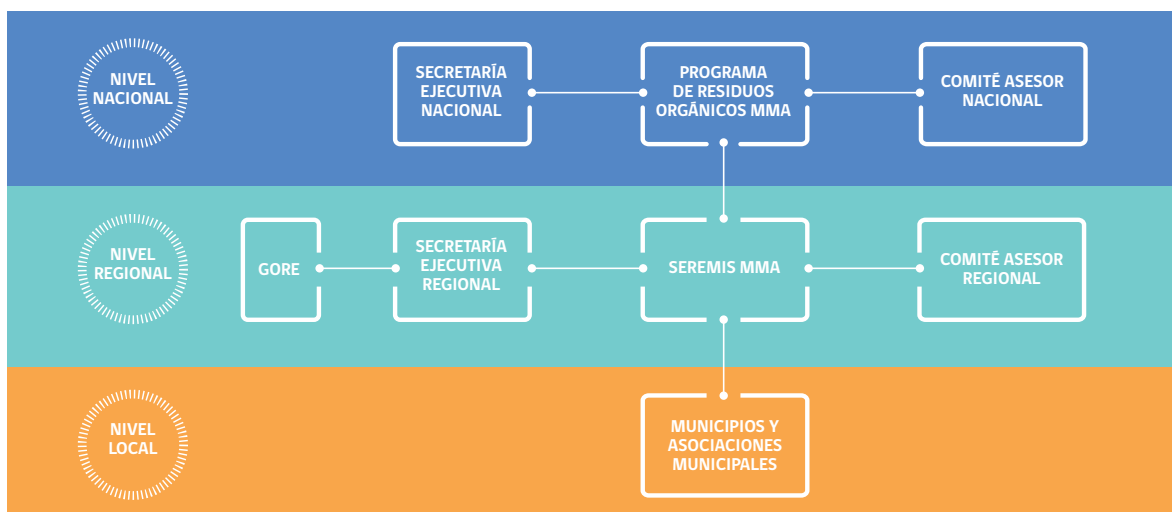 NIVEL
NACIONAL
SECRETARÍA
EJECUTIVA
NACIONAL
PROGRAMA
DE RESIDUOS
ORGÁNICOS MMA
COMITÉ ASESOR
NACIONAL
NIVEL
REGIONAL
GORE
SECRETARÍA
EJECUTIVA
REGIONAL
SEREMIS MMA
COMITÉ ASESOR
REGIONAL
NIVEL
LOCAL
MUNICIPIOS Y
ASOCIACIONES
MUNICIPALES